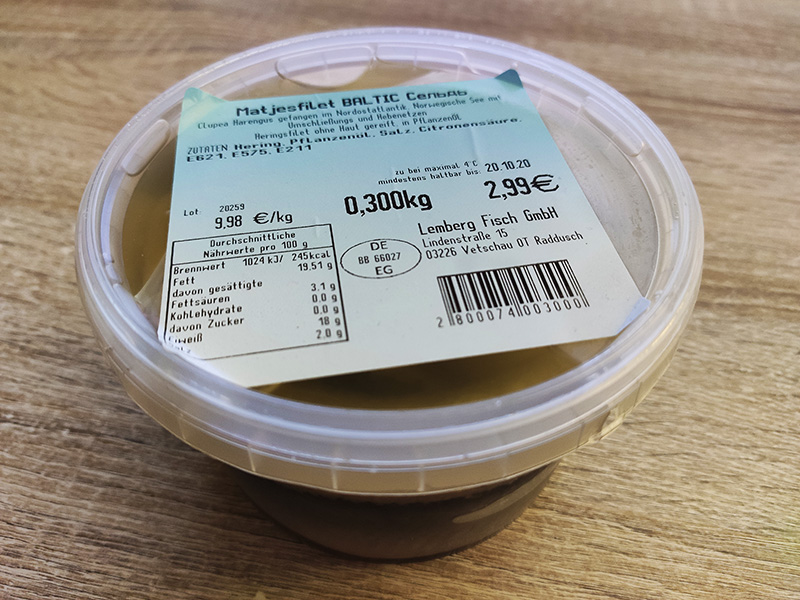 Matjesfilet BALTIC Сельдь
Clupea Harengus gefangen im Nordostatlantik, Norwegische See mit
Umschließungs und Hebenetzen
Heringsfilet ohne Haut gereift in Pflanzenöl
ZUTATEN Hering, Pflanzenöl, Salz, Citronensäure,
E621, E575, E211
zu bei maximal 4°C
mindestens haltbar bis: 20.10.20
Lot: 20259
9,98 €/kg
0,300kg
2,99€
Durchschnittliche
Nährwerte pro 100 g
Brennwert 1024 kJ/ 245kcal
Fett 19,51 g
davon gesättigte
Fettsäuren 3.1 g
Kohlehydrate 0.0 g
davon Zucker 0.0 g
Eiweiß 18 g
2.0 g
DE
BB 66027
EG
Lemberg Fisch GmbH
Lindenstraße 15
03226 Vetschau OT Raddusch
2 800074 003000